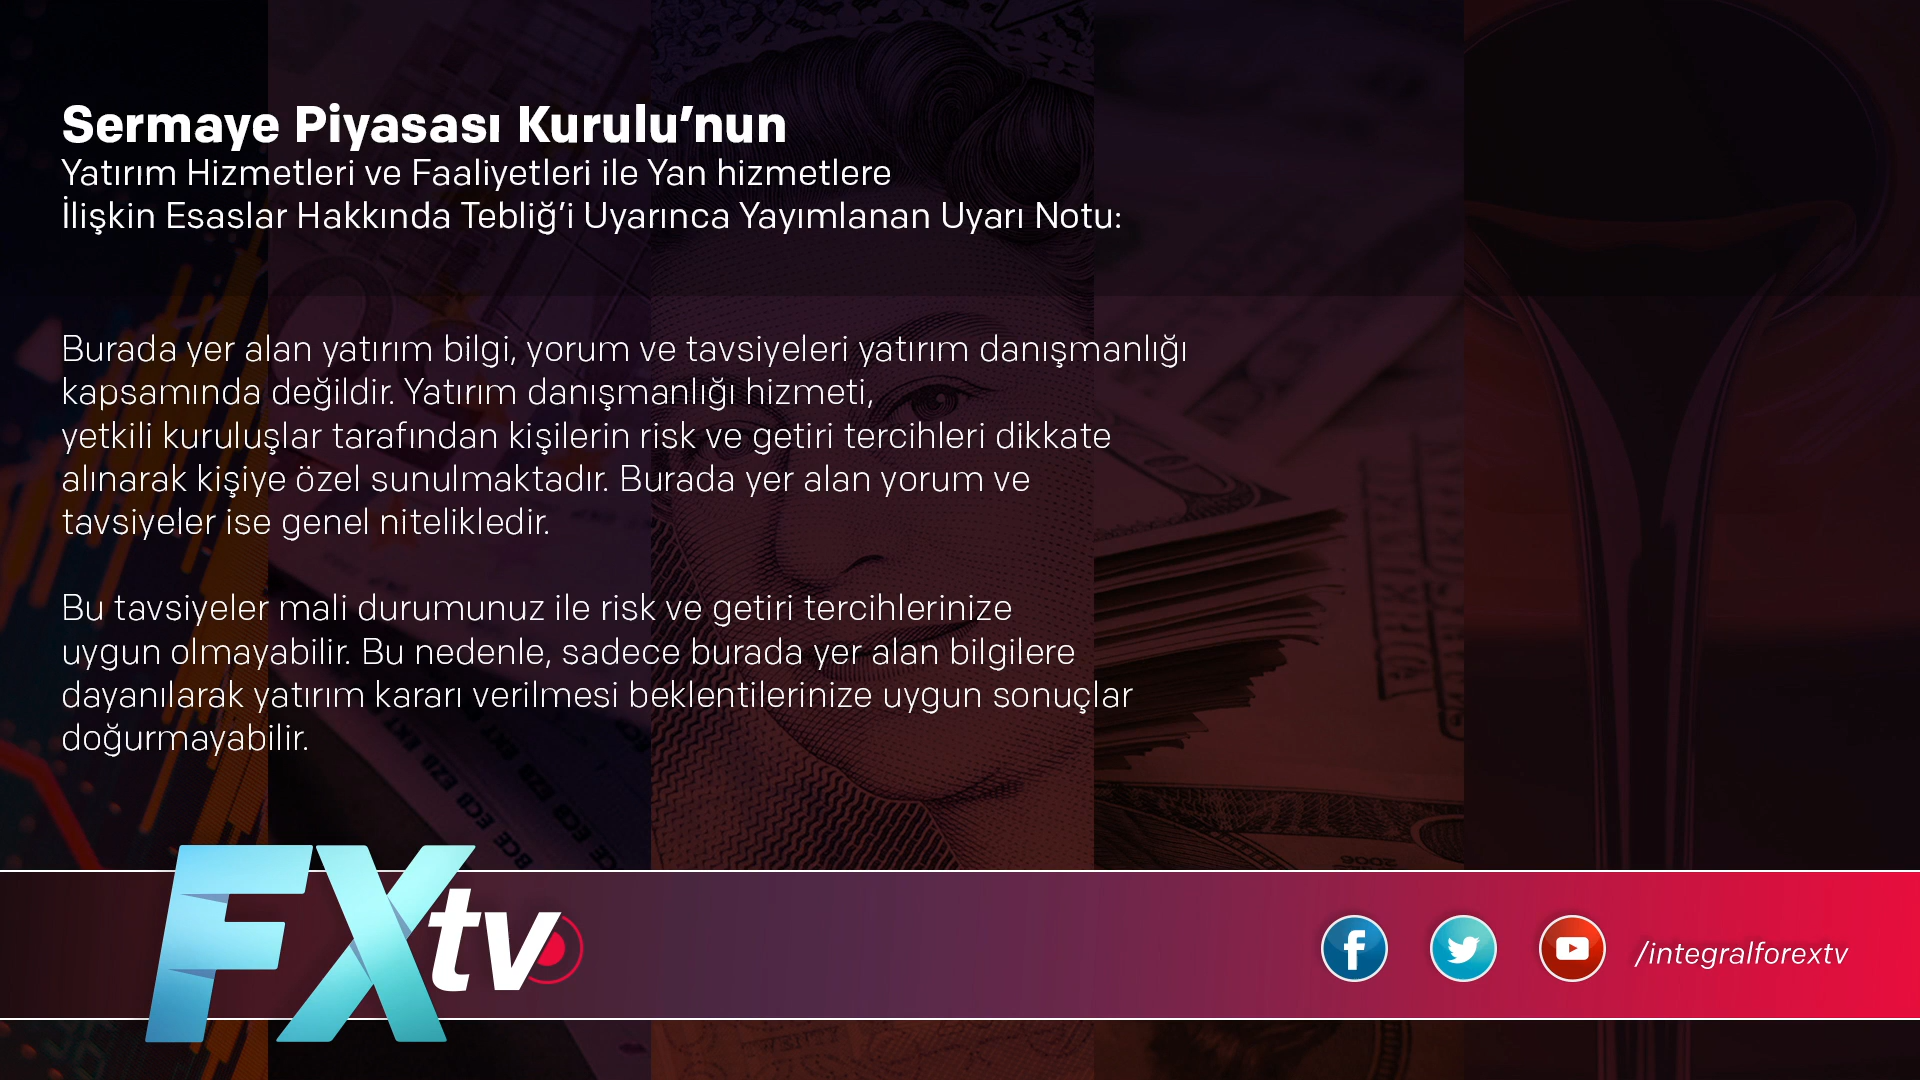 Sermaye Piyasası Kurulu’nun
Yatırım Hizmetleri ve Faaliyetleri ile Yan hizmetlere
İlişkin Esaslar Hakkında Tebliğ’i Uyarınca Yayımlanan Uyarı Notu:
Burada yer alan yatırım bilgi, yorum ve tavsiyeleri yatırım danışmanlığı
kapsamında değildir. Yatırım danışmanlığı hizmeti,
yetkili kuruluşlar tarafından kişilerin risk ve getiri tercihleri dikkate
alınarak kişiye özel sunulmaktadır. Burada yer alan yorum ve
tavsiyeler ise genel nitelikledir.
Bu tavsiyeler mali durumunuz ile risk ve getiri tercihlerinize
uygun olmayabilir. Bu nedenle, sadece burada yer alan bilgilere
dayanılarak yatırım kararı verilmesi beklentilerinize uygun sonuçlar
doğurmayabilir.
FXtv
/integralforextv